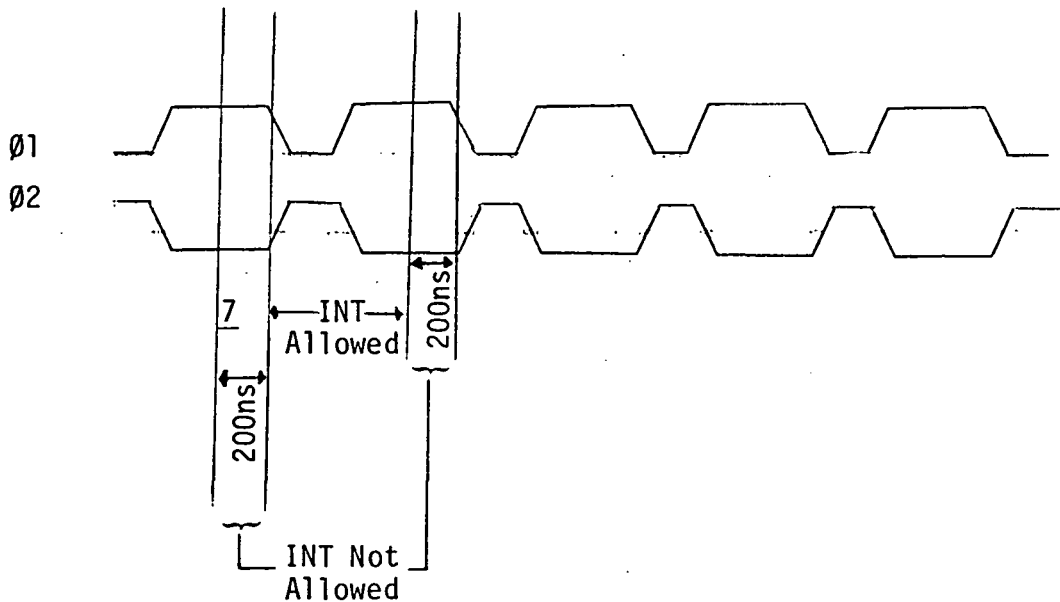 Ø1
Ø2
7
INT
Allowed
200ns
200ns
INT Not
Allowed